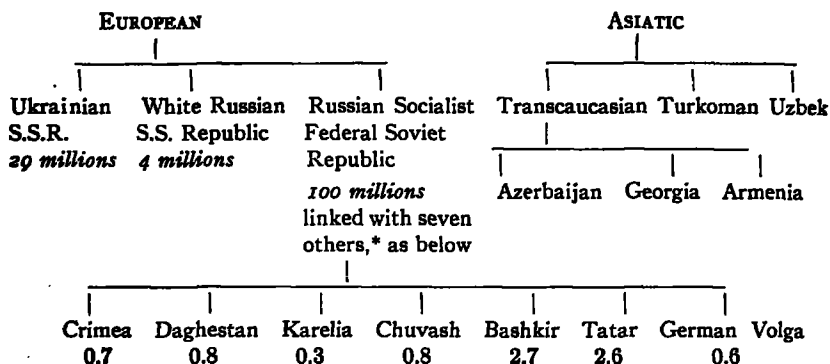 EUROPEAN ASIATIC
Ukrainian White Russian Russian Socialist Transcaucasian Turkoman Uzbek
S.S.R. S.S. Republic Federal Soviet
29 millions 4 millions Republic
Azerbaijan Georgia Armenia
100 millions
linked with seven
others,* as below
Crimea Daghestan Karelia Chuvash Bashkir Tatar German Volga
0.7 0.8 0.3 0.8 2.7 2.6 0.6